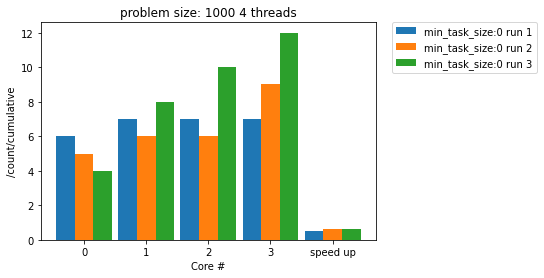 problem size: 1000 4 threads
min_task_size:0 run 1
min_task_size:0 run 2
min_task_size:0 run 3
/count/cumulative
12
10
8
6
4
2
0
0 1 2 3 speed up
Core #